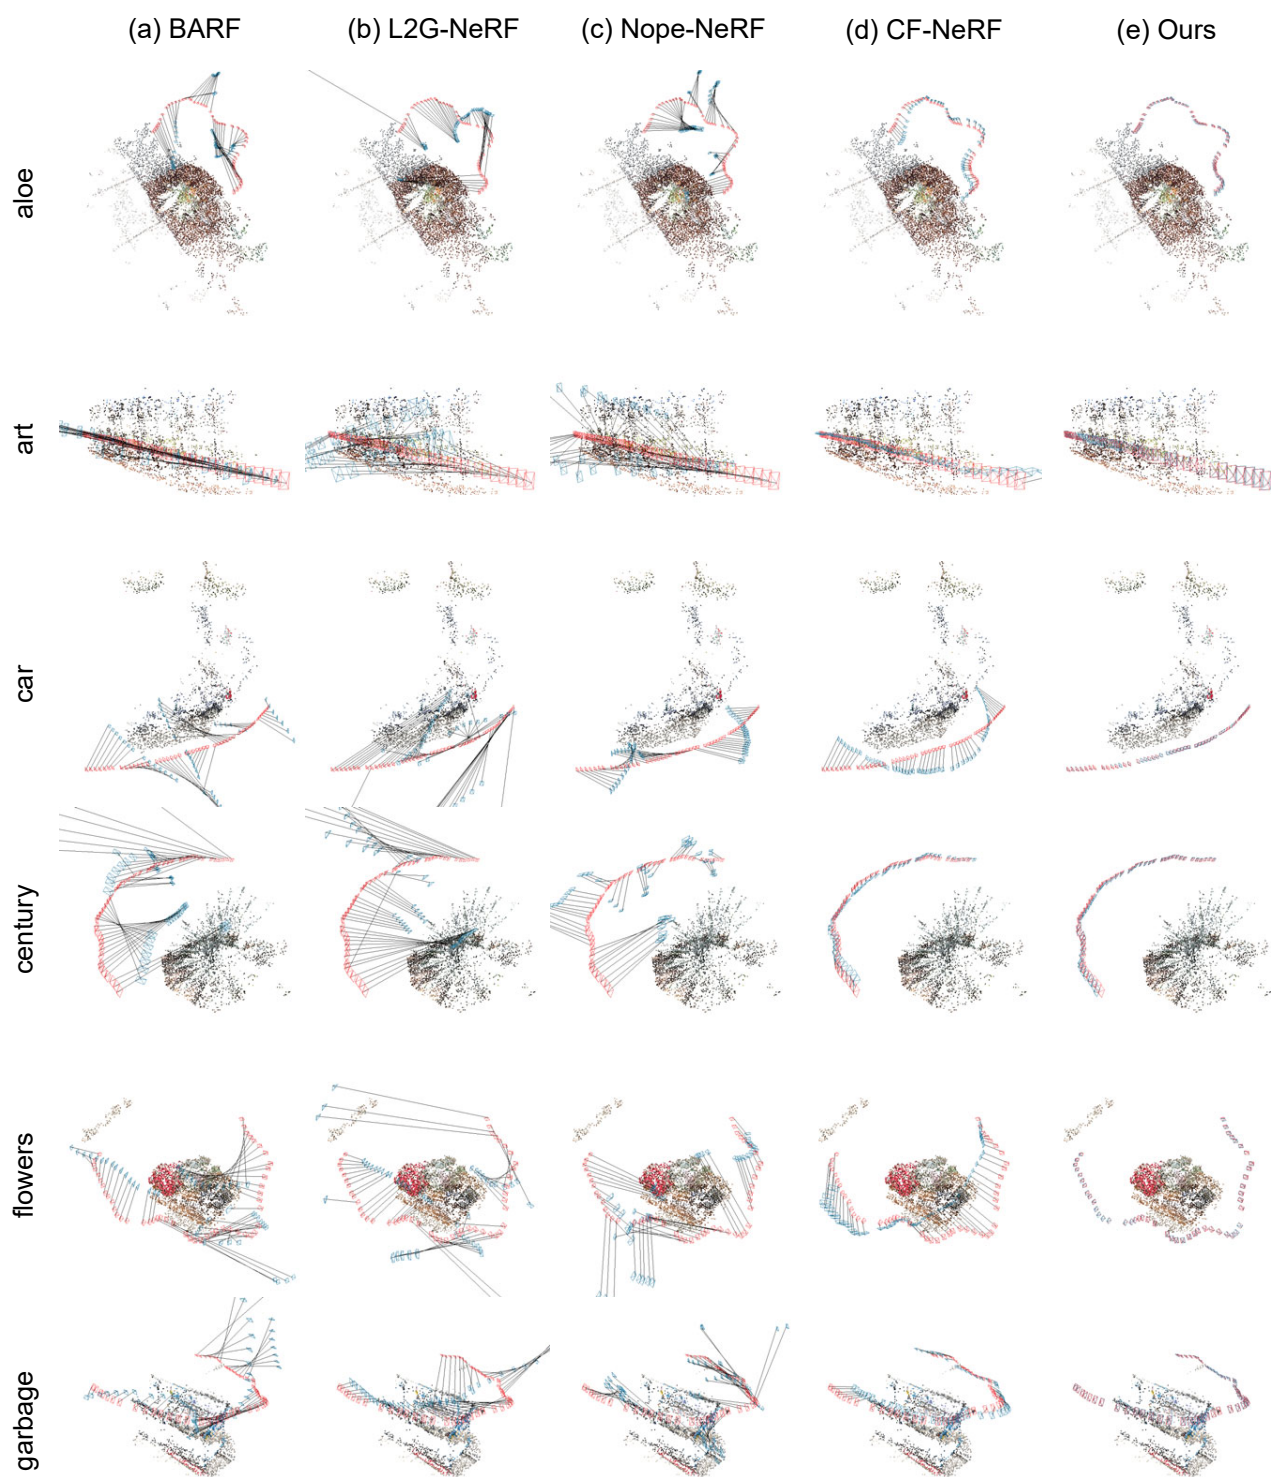 (a) BARF (b) L2G-NeRF (c) Nope-NeRF (d) CF-NeRF (e) Ours
aloe
art
car
century
flowers
garbage